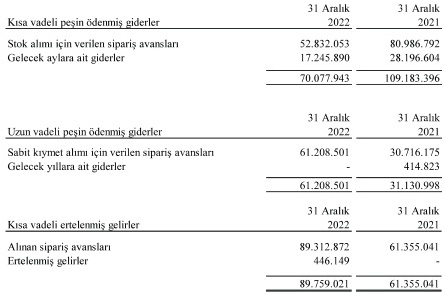 31 Aralık 31 Aralık
Kısa vadeli peşin ödenmiş giderler 2022 2021
Stok alımı için verilen sipariş avansları 52.832.053 80.986.792
Gelecek aylara ait giderler 17.245.890 28.196.604
70.077.943 109.183.396
31 Aralık 31 Aralık
Uzun vadeli peşin ödenmiş giderler 2022 2021
Sabit kıymet alımı için verilen sipariş avansları 61.208.501 30.716.175
Gelecek yıllara ait giderler - 414.823
61.208.501 31.130.998
31 Aralık 31 Aralık
Kısa vadeli ertelenmiş gelirler 2022 2021
Alınan sipariş avansları 89.312.872 61.355.041
Ertelenmiş gelirler 446.149 -
89.759.021 61.355.041